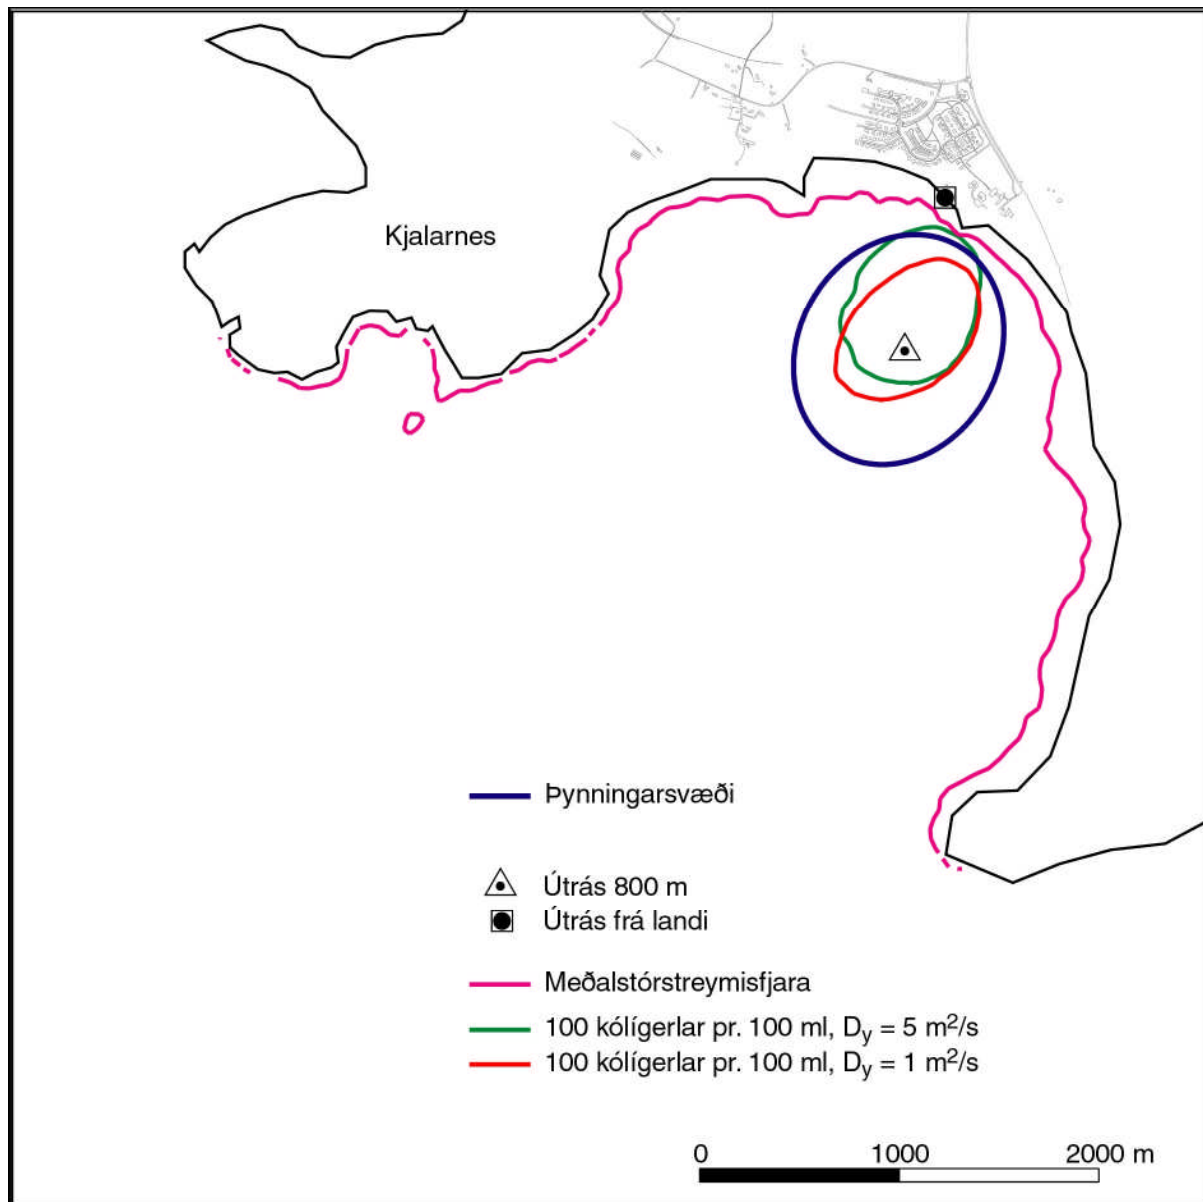 Kjalarnes
Þynningarsvæði
Útrás 800 m
Útrás frá landi
Meðalstórstreymisfjara
100 kólígerlar pr. 100 ml, Dy = 5 m²/s
100 kólígerlar pr. 100 ml, Dy = 1 m²/s
0 1000 2000 m